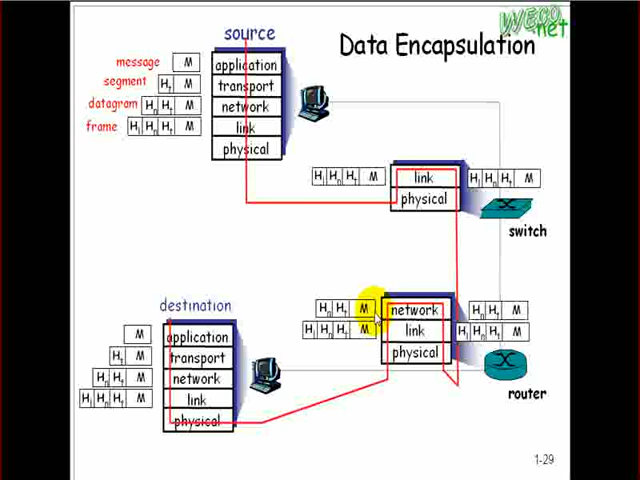 WECO
net
source
Data Encapsulation
message M application
segment Ht M transport
datagram Hn Ht M network
frame Hl Hn Ht M link
physical
Hl Hn Ht M link Hl Hn Ht M
physical
switch
destination
Hn Ht M network Hn Ht M
Hl Hn Ht M link Hl Hn Ht M
physical
router
M application
Ht M transport
Hn Ht M network
Hl Hn Ht M link
physical
1-29